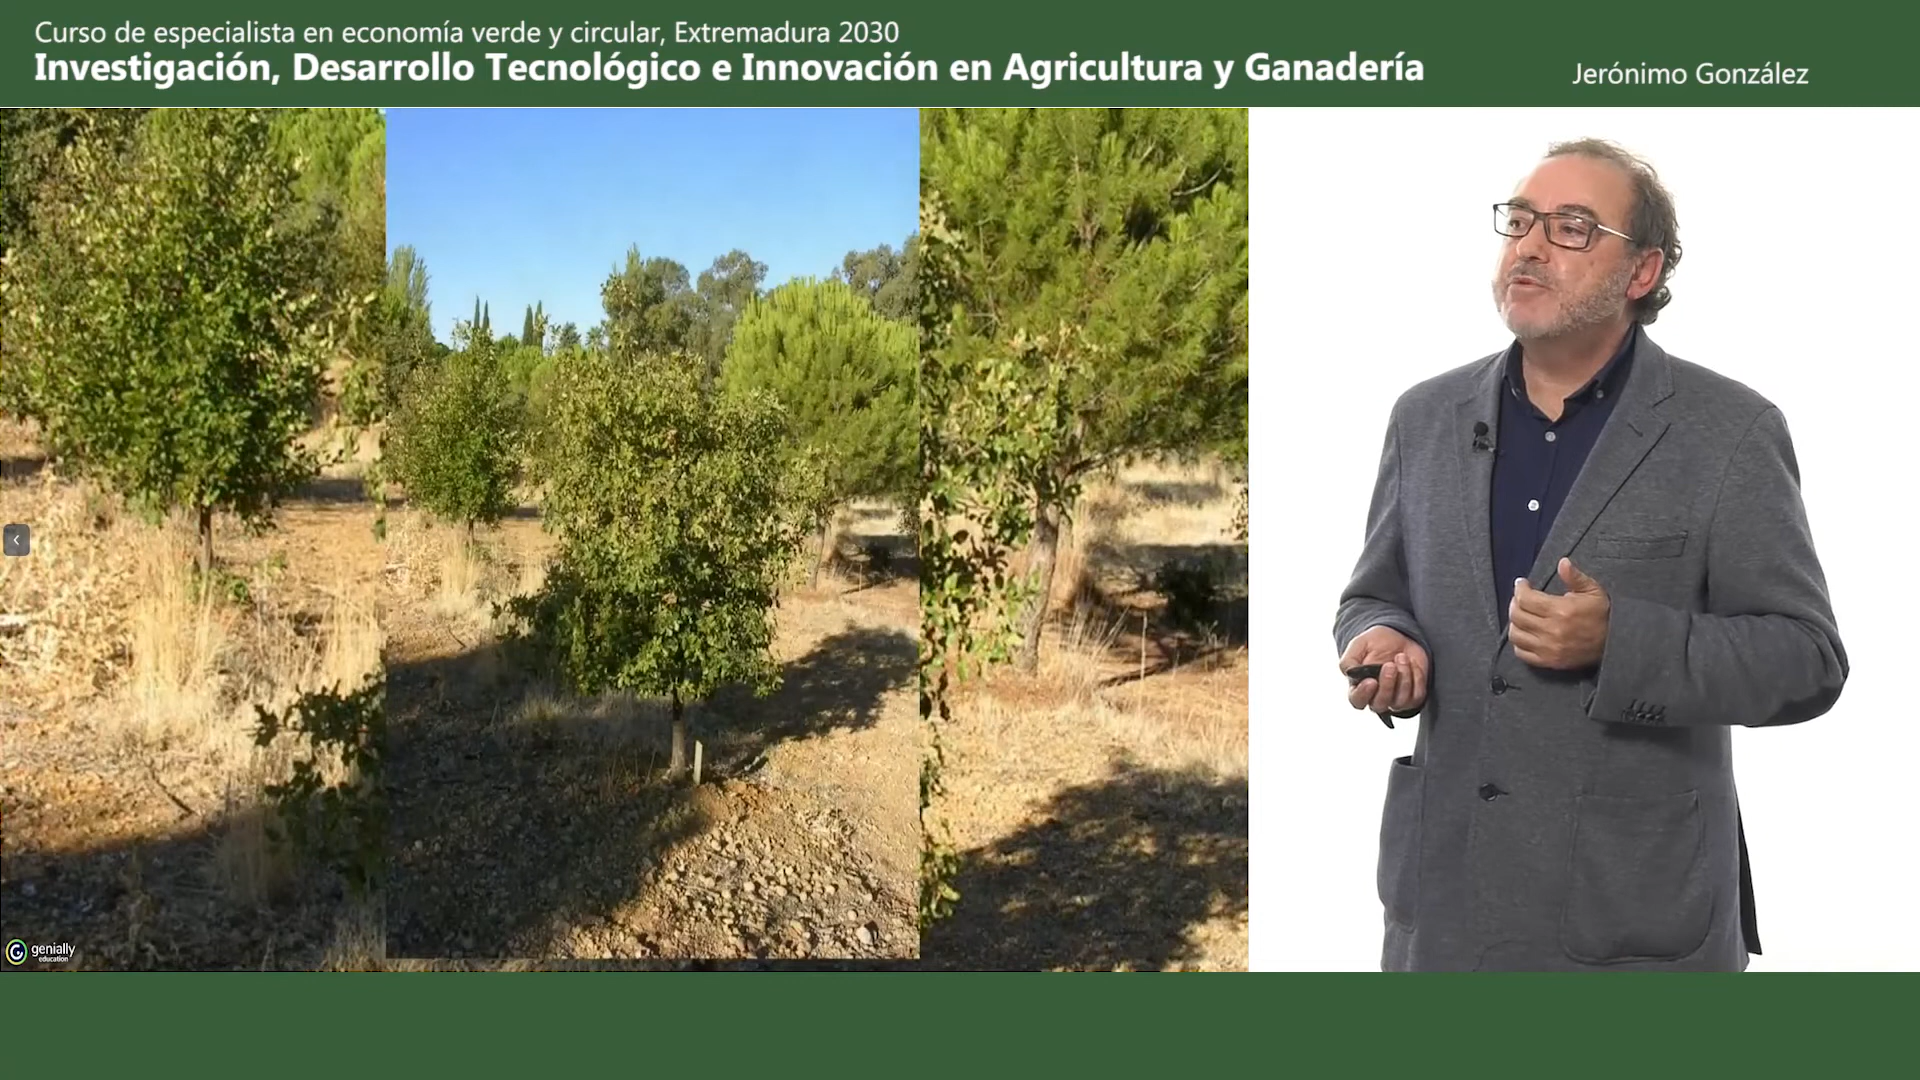 Curso de especialista en economía verde y circular, Extremadura 2030
Investigación, Desarrollo Tecnológico e Innovación en Agricultura y Ganadería
Jerónimo González
genially
education